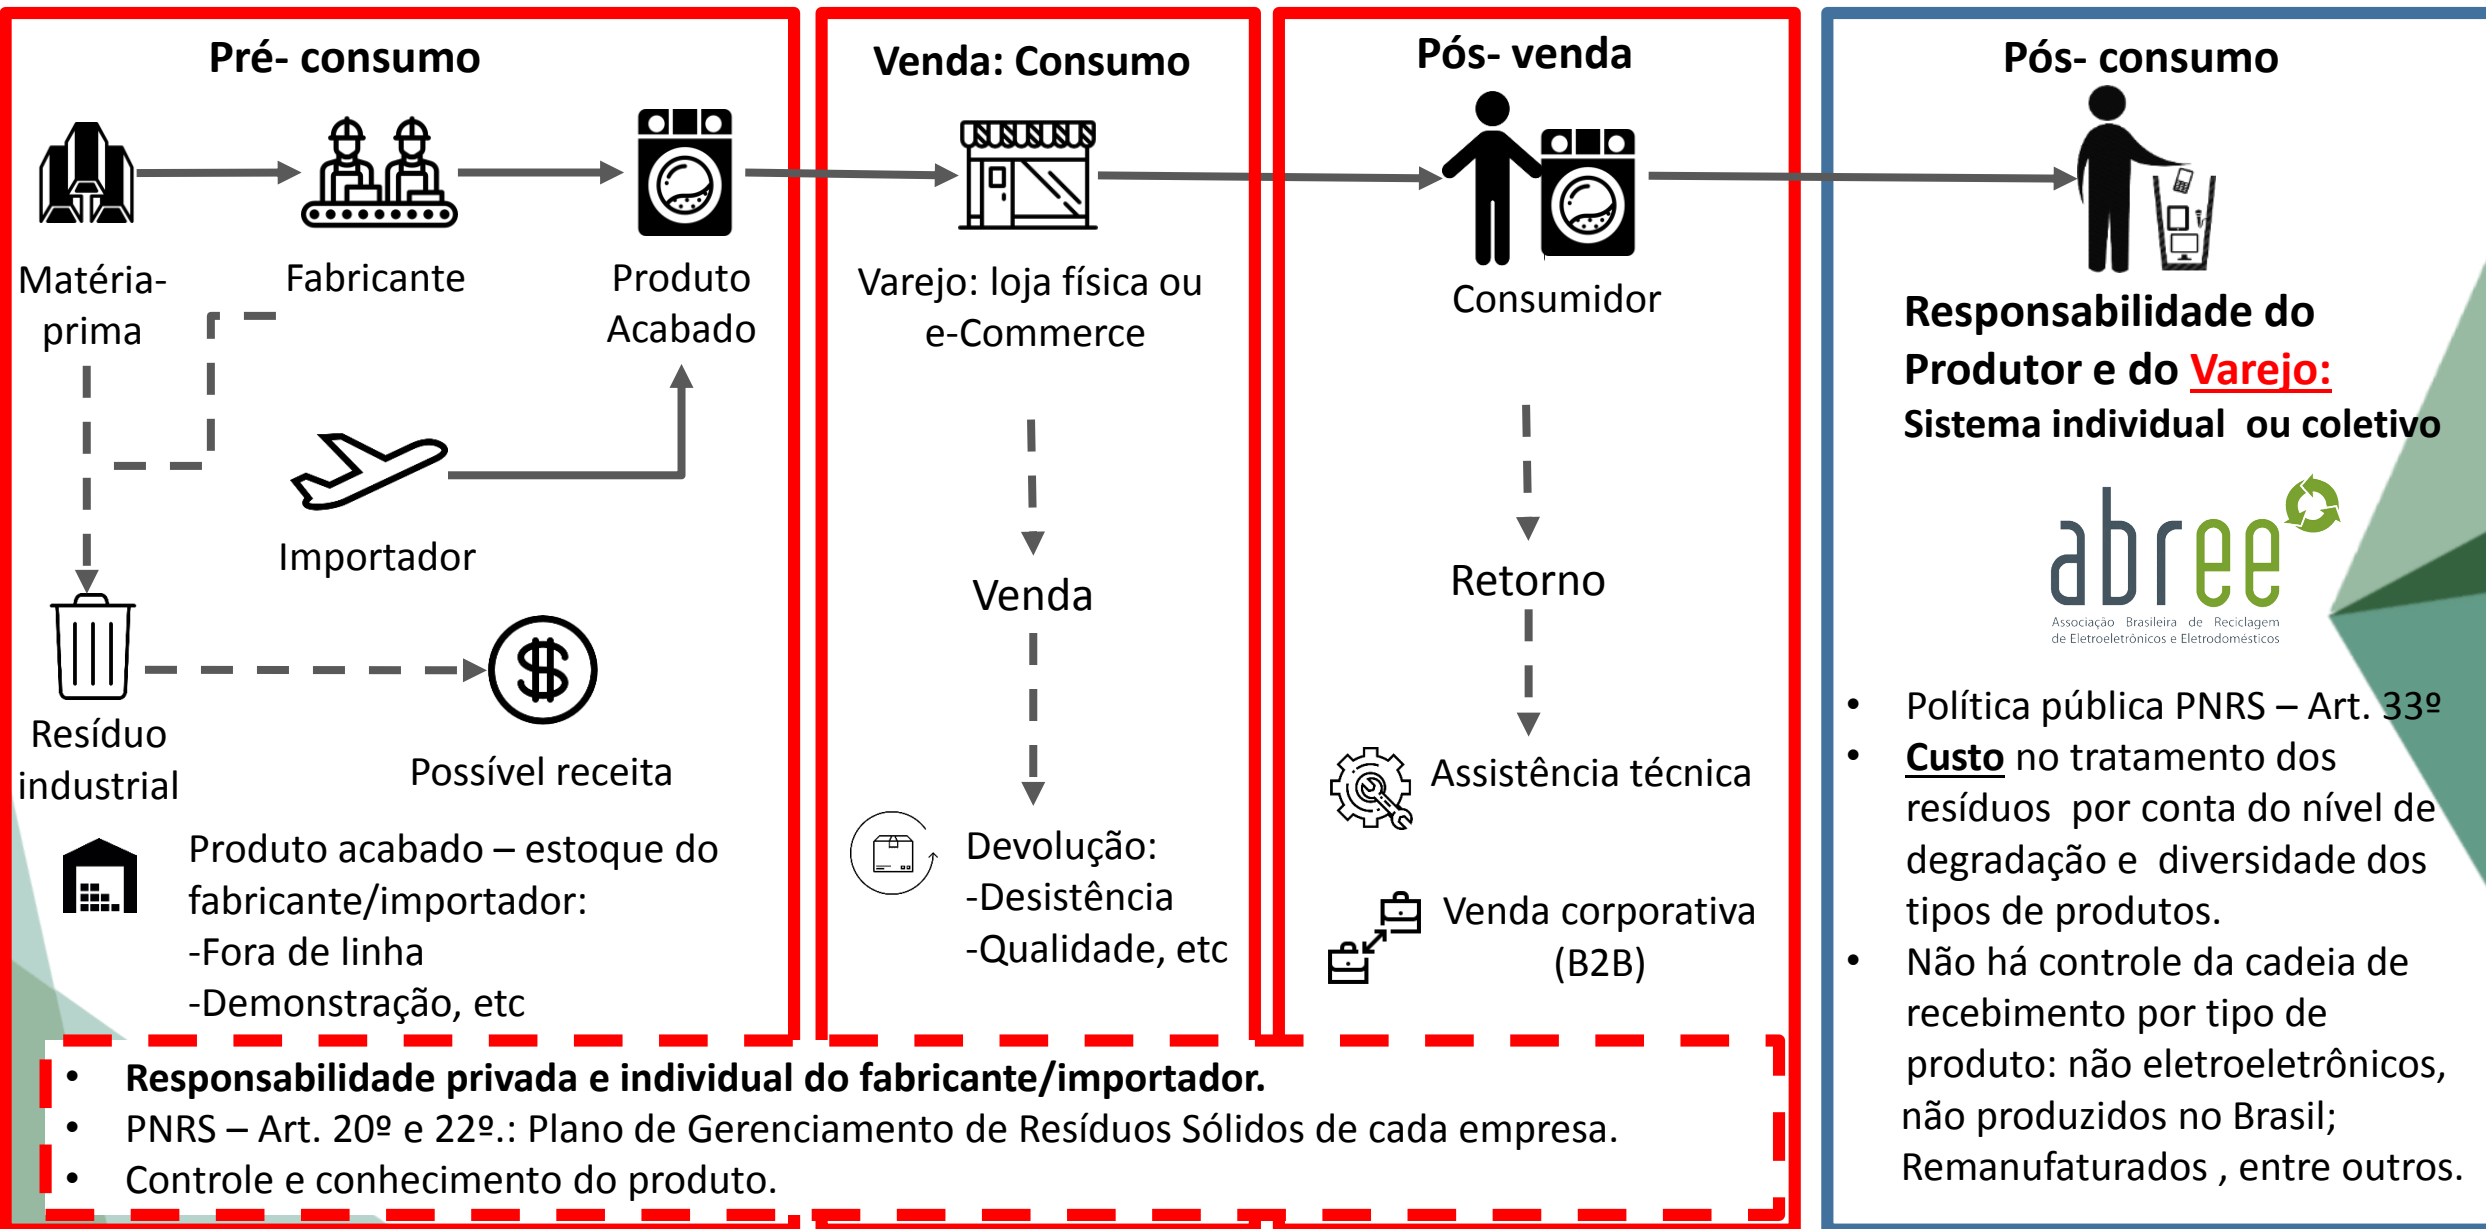 Pré- consumo
Matéria-
prima
Fabricante
Produto
Acabado
Importador
Resíduo
industrial
Possível receita
Produto acabado – estoque do
fabricante/importador:
-Fora de linha
-Demonstração, etc
Venda: Consumo
Varejo: loja física ou
e-Commerce
Venda
Devolução:
-Desistência
-Qualidade, etc
Pós- venda
Consumidor
Retorno
Assistência técnica
Venda corporativa
(B2B)
• Responsabilidade privada e individual do fabricante/importador.
• PNRS – Art. 20º e 22º.: Plano de Gerenciamento de Resíduos Sólidos de cada empresa.
• Controle e conhecimento do produto.
Pós- consumo
Responsabilidade do
Produtor e do Varejo:
Sistema individual ou coletivo
abree
Associação Brasileira de Reciclagem
de Eletroeletrônicos e Eletrodomésticos
• Política pública PNRS – Art. 33º
• Custo no tratamento dos
resíduos por conta do nível de
degradação e diversidade dos
tipos de produtos.
• Não há controle da cadeia de
recebimento por tipo de
produto: não eletroeletrônicos,
não produzidos no Brasil;
Remanufaturados , entre outros.